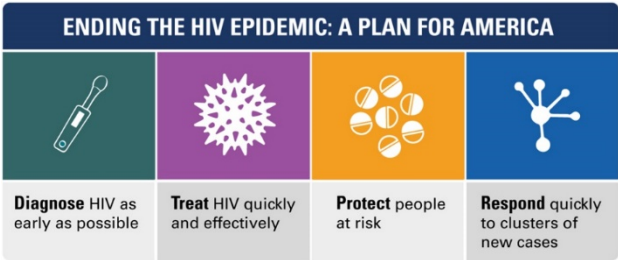 ENDING THE HIV EPIDEMIC: A PLAN FOR AMERICA
Diagnose HIV as
early as possible
Treat HIV quickly
and effectively
Protect people
at risk
Respond quickly
to clusters of
new cases